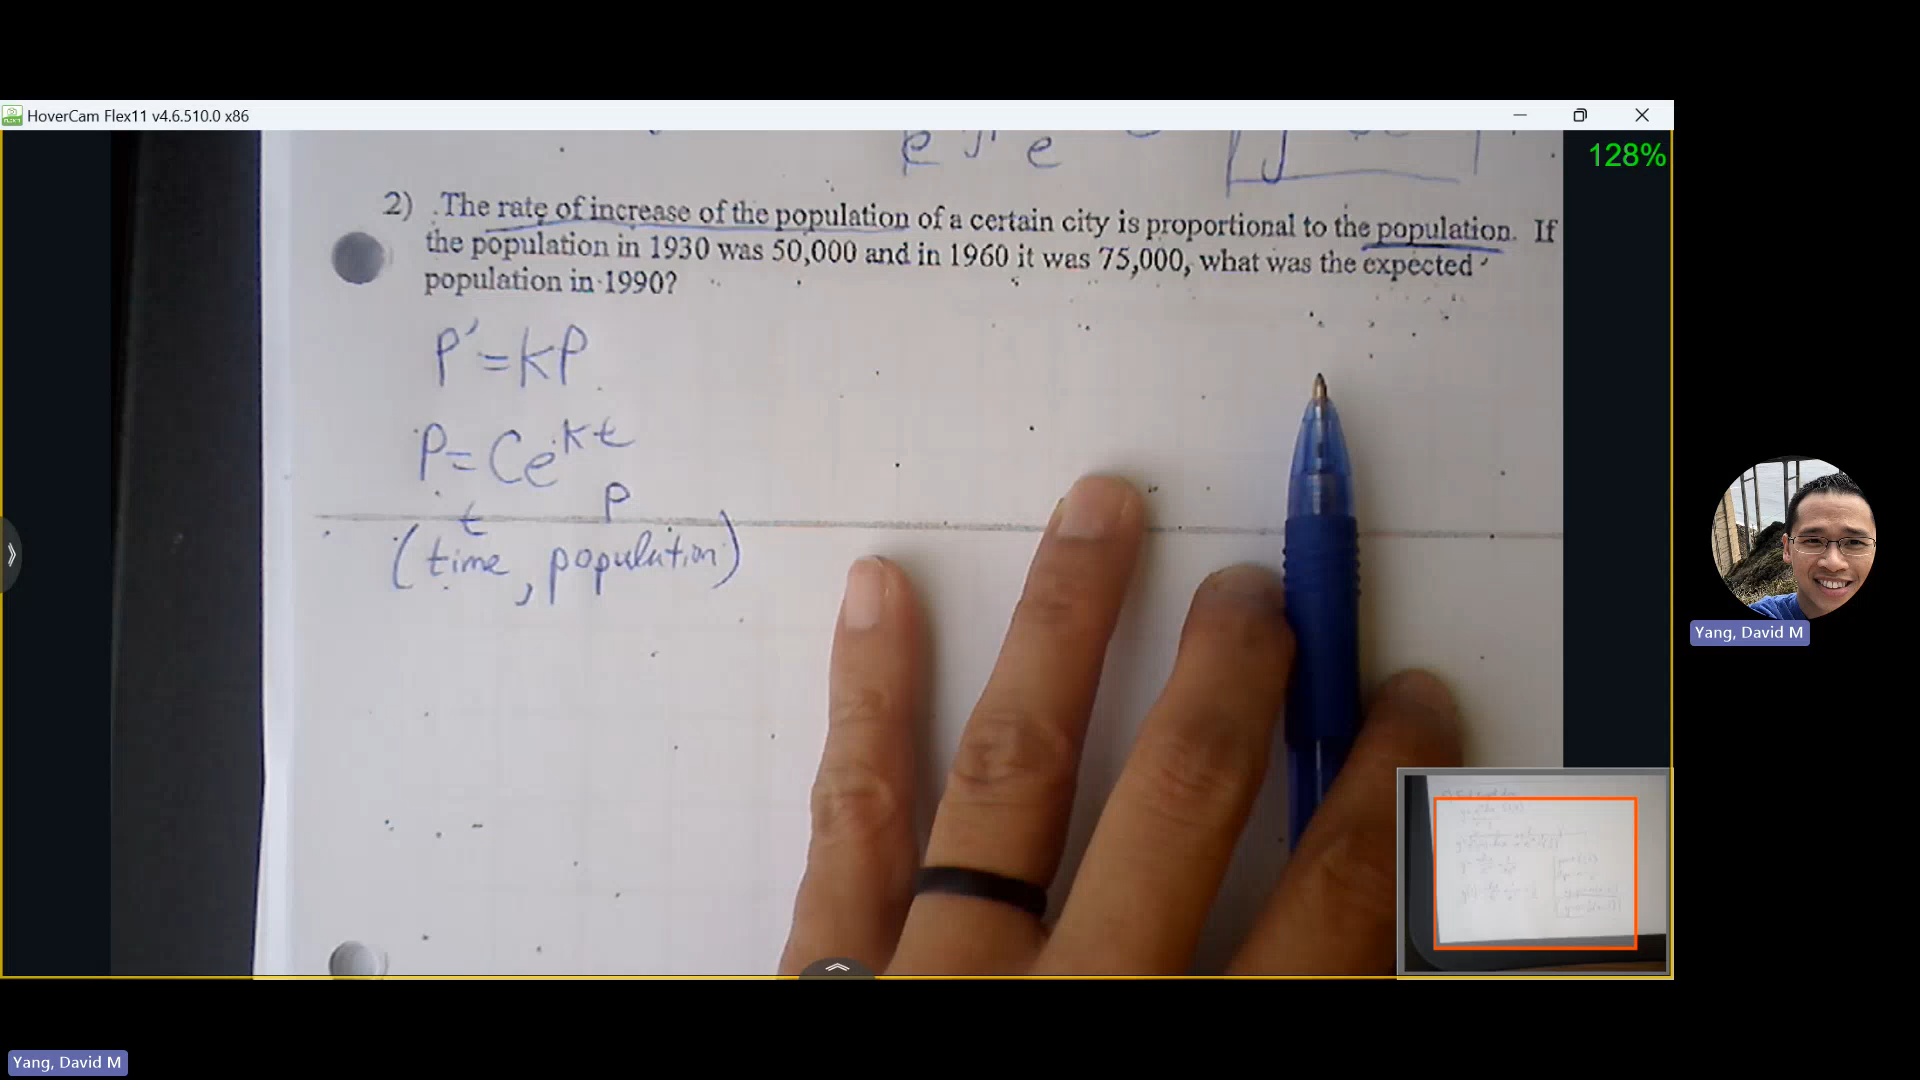 HoverCam Flex11 v4.6.510.0 x86
128%
e e
2) The rate of increase of the population of a certain city is proportional to the population. If
the population in 1930 was 50,000 and in 1960 it was 75,000, what was the expected
population in 1990?
P' = kP
P = Ce^kt
t P
(time, population)
Yang, David M
Yang, David M